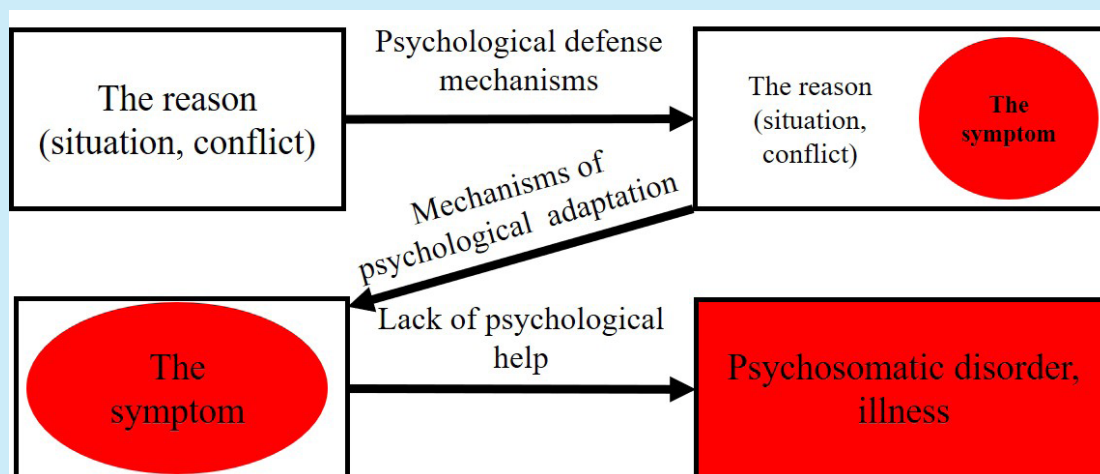 The reason
(situation, conflict)
Psychological defense
mechanisms
The reason
(situation,
conflict)
The
symptom
Mechanisms of
psychological adaptation
The
symptom
Lack of psychological
help
Psychosomatic disorder,
illness